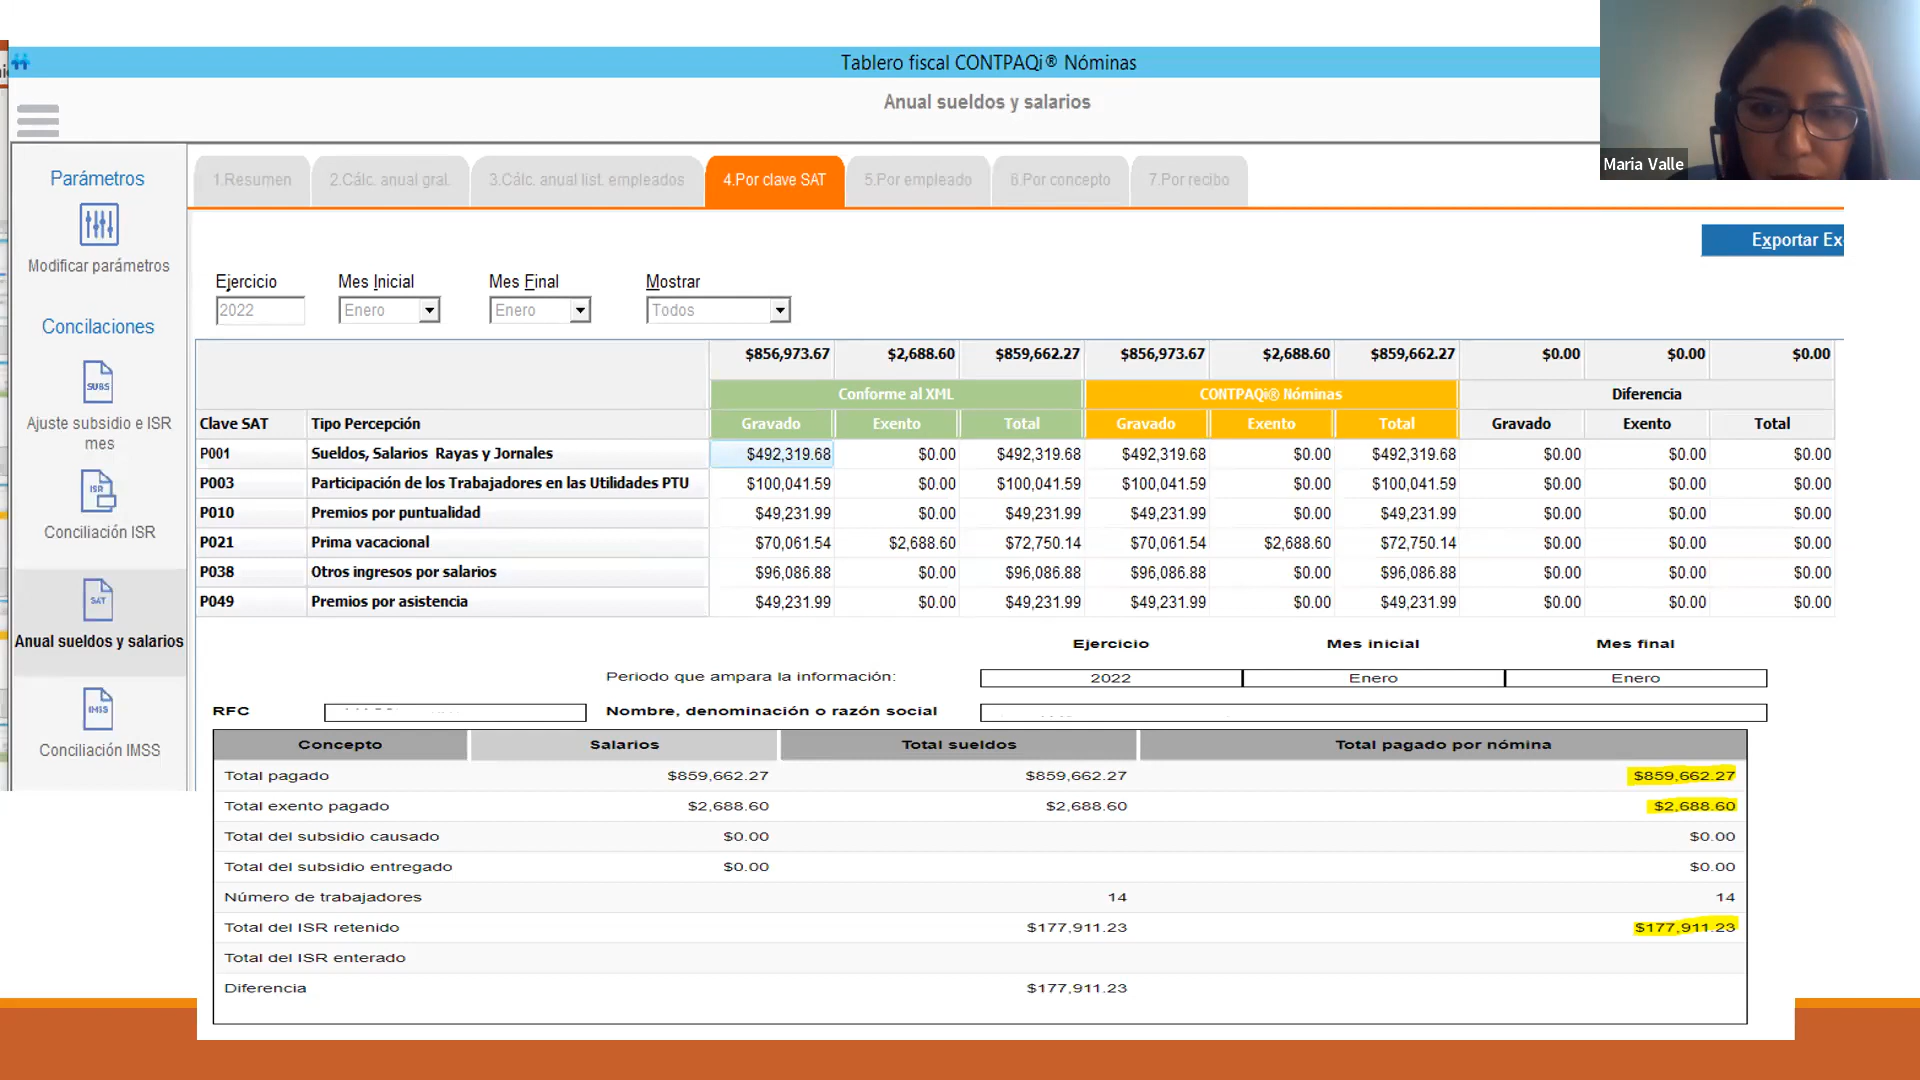 Tablero fiscal CONTPAQi® Nóminas
Anual sueldos y salarios
Maria Valle
Parámetros
Modificar parámetros
Concilaciones
SUBS
Ajuste subsidio e ISR
mes
ISR
Conciliación ISR
SAT
Anual sueldos y salarios
IMSS
Conciliación IMSS
1.Resumen 2.Cálc. anual gral. 3.Cálc. anual list. empleados 4.Por clave SAT 5.Por empleado 6.Por concepto 7.Por recibo
Exportar Ex
Ejercicio Mes Inicial Mes Final Mostrar
2022 Enero Enero Todos
$856,973.67 $2,688.60 $859,662.27 $856,973.67 $2,688.60 $859,662.27 $0.00 $0.00 $0.00
Conforme al XML CONTPAQi® Nóminas Diferencia
Clave SAT Tipo Percepción Gravado Exento Total Gravado Exento Total Gravado Exento Total
P001 Sueldos, Salarios Rayas y Jornales $492,319.68 $0.00 $492,319.68 $492,319.68 $0.00 $492,319.68 $0.00 $0.00 $0.00
P003 Participación de los Trabajadores en las Utilidades PTU $100,041.59 $0.00 $100,041.59 $100,041.59 $0.00 $100,041.59 $0.00 $0.00 $0.00
P010 Premios por puntualidad $49,231.99 $0.00 $49,231.99 $49,231.99 $0.00 $49,231.99 $0.00 $0.00 $0.00
P021 Prima vacacional $70,061.54 $2,688.60 $72,750.14 $70,061.54 $2,688.60 $72,750.14 $0.00 $0.00 $0.00
P038 Otros ingresos por salarios $96,086.88 $0.00 $96,086.88 $96,086.88 $0.00 $96,086.88 $0.00 $0.00 $0.00
P049 Premios por asistencia $49,231.99 $0.00 $49,231.99 $49,231.99 $0.00 $49,231.99 $0.00 $0.00 $0.00
Ejercicio Mes inicial Mes final
Periodo que ampara la información: 2022 Enero Enero
RFC Nombre, denominación o razón social
Concepto Salarios Total sueldos Total pagado por nómina
Total pagado $859,662.27 $859,662.27 $859,662.27
Total exento pagado $2,688.60 $2,688.60 $2,688.60
Total del subsidio causado $0.00 $0.00
Total del subsidio entregado $0.00 $0.00
Número de trabajadores 14 14
Total del ISR retenido $177,911.23 $177,911.23
Total del ISR enterado
Diferencia $177,911.23